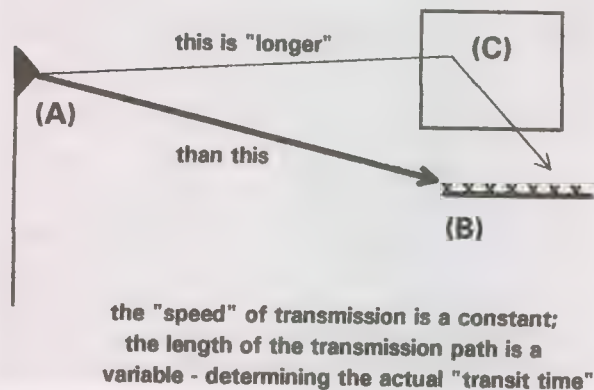 this is "longer"
(C)
(A)
than this
(B)
the "speed" of transmission is a constant;
the length of the transmission path is a
variable - determining the actual "transit time"